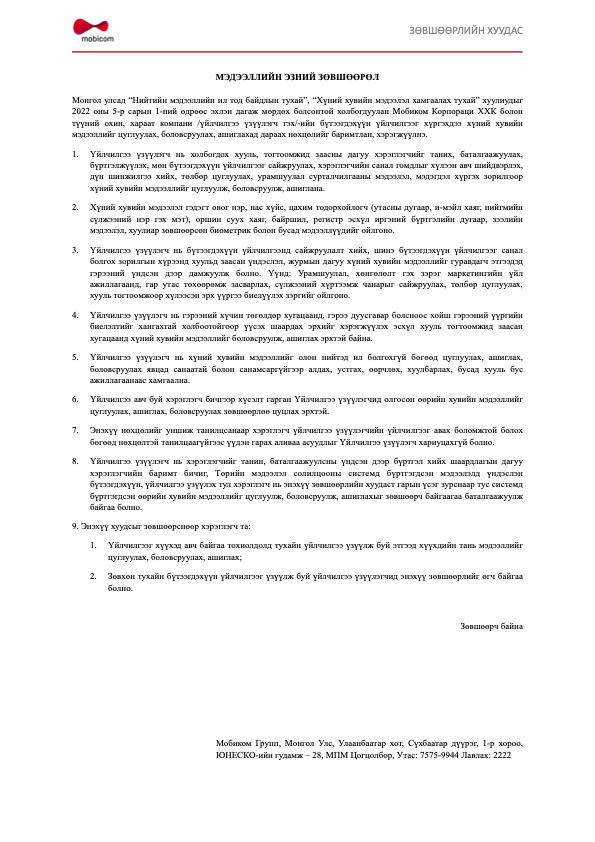 mobicom
ЗӨВШӨӨРЛИЙН ХУУДАС
МЭДЭЭЛЛИЙН ЭЗНИЙ ЗӨВШӨӨРӨЛ
Монгол улсад “Нийтийн мэдээллийн ил тод байдлын тухай”, “Хүний хувийн мэдээлэл хамгаалах тухай” хуулиудыг
2022 оны 5-р сарын 1-ний өдрөөс эхлэн дагаж мөрдөх болсонтой холбогдуулан Мобиком Корпораци ХХК болон
түүний охин, хараат компани /үйлчилгээ үзүүлэгч гэх/-ийн бүтээгдэхүүн үйлчилгээг хүргэхдээ хүний хувийн
мэдээллийг цуглуулах, боловсруулах, ашиглахад дараах нөхцөлийг баримтлан, хэрэгжүүлнэ.
1. Үйлчилгээ үзүүлэгч нь холбогдох хууль, тогтоомжид заасны дагуу хэрэглэгчийг таних, баталгаажуулах,
бүртгэлжүүлэх, мөн бүтээгдэхүүн үйлчилгээг сайжруулах, хэрэглэгчийн санал гомдлыг хүлээн авч шийдвэрлэх,
дүн шинжилгээ хийх, төлбөр цуглуулах, урамшуулал сурталчилгааны мэдээлэл, мэдэгдэл хүргэх зорилгоор
хүний хувийн мэдээллийг цуглуулж, боловсруулж, ашиглана.
2. Хүний хувийн мэдээлэл гэдэгт овог нэр, нас хүйс, цахим тодорхойлогч (утасны дугаар, и-мэйл хаяг, нийгмийн
сүлжээний нэр гэх мэт), оршин суух хаяг, байршил, регистр эсхүл иргэний бүртгэлийн дугаар, зээлийн
мэдээлэл, хуулиар зөвшөөрсөн биометрик болон бусад мэдээллүүдийг ойлгоно.
3. Үйлчилгээ үзүүлэгч нь бүтээгдэхүүн үйлчилгээнд сайжруулалт хийх, шинэ бүтээгдэхүүн үйлчилгээг санал
болгох зорилгын хүрээнд хуульд заасан үндэслэл, журмын дагуу хүний хувийн мэдээллийг гуравдагч этгээдэд
гэрээний үндсэн дээр дамжуулж болно. Үүнд: Урамшуулал, хөнгөлөлт гэх зэрэг маркетингийн үйл
ажиллагаанд, гар утас төхөөрөмж засварлах, сүлжээний хүртээмж чанарыг сайжруулах, төлбөр цуглуулах,
хууль тогтоомжоор хүлээсэн эрх үүргээ биелүүлэх зэргийг ойлгоно.
4. Үйлчилгээ үзүүлэгч нь гэрээний хүчин төгөлдөр хугацаанд, гэрээ дуусгавар болсноос хойш гэрээний үүргийн
биелэлтийг хангахтай холбоотойгоор үүсэх шаардах эрхийг хэрэгжүүлэх эсхүл хууль тогтоомжид заасан
хугацаанд хүний хувийн мэдээллийг боловсруулах, ашиглах эрхтэй байна.
5. Үйлчилгээ үзүүлэгч нь хүний хувийн мэдээллийг олон нийтэд ил болгохгүй бөгөөд цуглуулах, ашиглах,
боловсруулах явцад санаатай болон санамсаргүйгээр алдах, устгах, өөрчлөх, хуулбарлах, бусад хууль бус
ажиллагаанаас хамгаална.
6. Үйлчилгээ авч буй хэрэглэгч бичгээр хүсэлт гарган Үйлчилгээ үзүүлэгчид олгосон өөрийн хувийн мэдээллийг
цуглуулах, ашиглах, боловсруулах зөвшөөрлөө цуцлах эрхтэй.
7. Энэхүү нөхцөлийг уншиж танилцсанаар хэрэглэгч үйлчилгээ үзүүлэгчийн үйлчилгээг авах боломжтой болох
бөгөөд нөхцөлтэй танилцаагүйгээс үүдэн гарах аливаа асуудлыг Үйлчилгээ үзүүлэгч хариуцахгүй болно.
8. Үйлчилгээ үзүүлэгч нь хэрэглэгчийг танин, баталгаажуулсны үндсэн дээр бүртгэл хийх шаардлагын дагуу
хэрэглэгчийн баримт бичиг, Төрийн мэдээлэл солилцооны системд бүртгэгдсэн мэдээлэлд үндэслэн
бүтээгдэхүүн, үйлчилгээ үзүүлэх тул хэрэглэгч нь энэхүү зөвшөөрлийн хуудаст гарын үсэг зурснаар тус системд
бүртгэгдсэн өөрийн хувийн мэдээллийг цуглуулж, боловсруулж, ашиглахыг зөвшөөрч байгаагаа баталгаажуулж
байгаа болно.
9. Энэхүү хуудсыг зөвшөөрснөөр хэрэглэгч та:
1. Үйлчилгээг хүүхэд авч байгаа тохиолдолд тухайн үйлчилгээ үзүүлж буй этгээд хүүхдийн тань мэдээллийг
цуглуулах, боловсруулах, ашиглах;
2. Зөвхөн тухайн бүтээгдэхүүн үйлчилгээг үзүүлж буй үйлчилгээ үзүүлэгчид энэхүү зөвшөөрлийг өгч байгаа
болно.
Зөвшөөрч байна
Мобиком Групп, Монгол Улс, Улаанбаатар хот, Сүхбаатар дүүрэг, 1-р хороо,
ЮНЕСКО-ийн гудамж – 28, МПМ Цогцолбор, Утас: 7575-9944 Лавлах: 2222